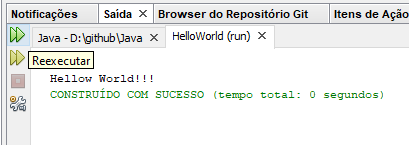 Notificações Saída Browser do Repositório Git Itens de Ação
Java - D:\github\Java HelloWorld (run)
Reexecutar
Hellow World!!!
CONSTRUÍDO COM SUCESSO (tempo total: 0 segundos)